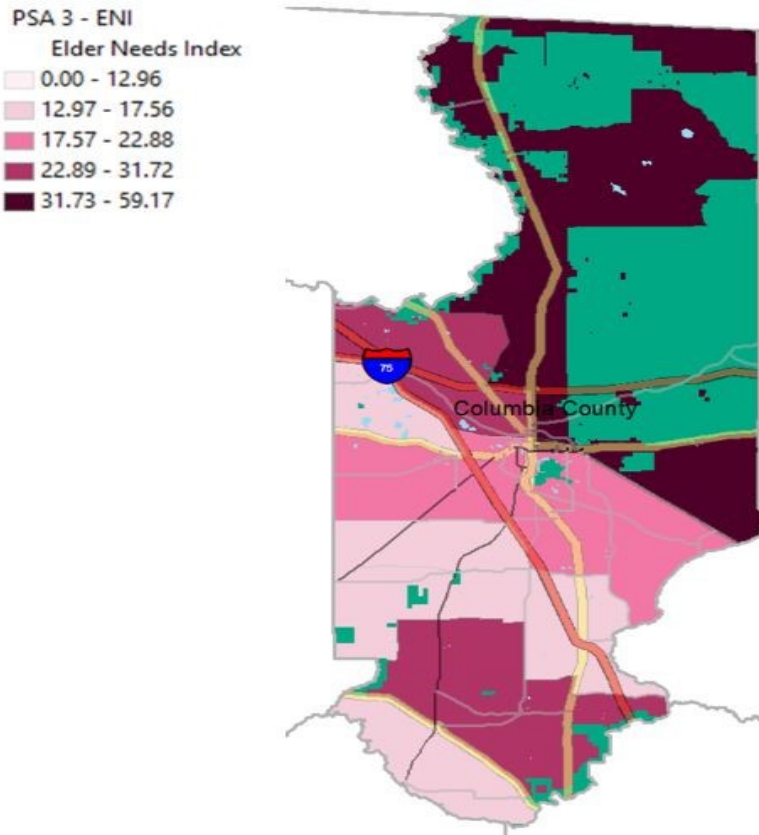 PSA 3 - ENI
Elder Needs Index
0.00 - 12.96
12.97 - 17.56
17.57 - 22.88
22.89 - 31.72
31.73 - 59.17
75
Columbia County